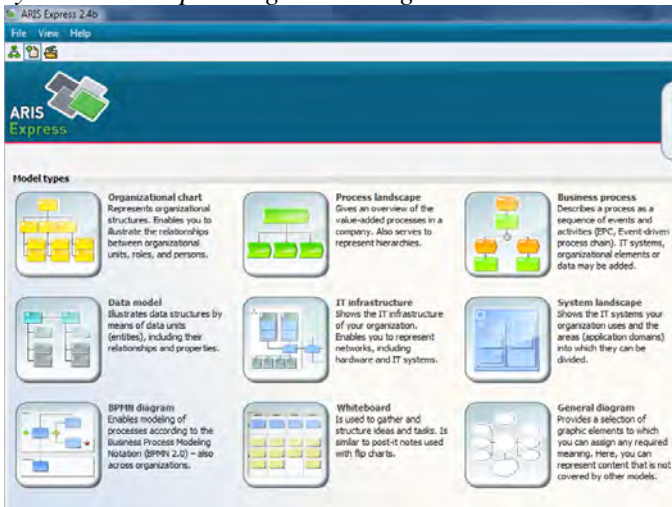 ARIS Express 2.4b
File View Help
ARIS
Express
Model types
Organizational chart
Represents organizational
structures. Enables you to
illustrate the relationships
between organizational
units, roles, and persons.
Process landscape
Gives an overview of the
value-added processes in a
company. Also serves to
represent hierarchies.
Business process
Describes a process as a
sequence of events and
activities (EPC, Event-driven
process chain). IT systems,
organizational elements or
data may be added.
Data model
Illustrates data structures by
means of data units
(entities), including their
relationships and properties.
IT infrastructure
Shows the IT infrastructure
of your organization.
Enables you to represent
networks, including
hardware and IT systems.
System landscape
Shows the IT systems your
organization uses and the
areas (application domains)
into which they can be
divided.
BPMN diagram
Enables modeling of
processes according to the
Business Process Modeling
Notation (BPMN 2.0) – also
across organizations.
Whiteboard
Is used to gather and
structure ideas and tasks. Is
similar to post-it notes used
with flip charts.
General diagram
Provides a selection of
graphic elements to which
you can assign any required
meaning. Here, you can
represent content that is not
covered by other models.